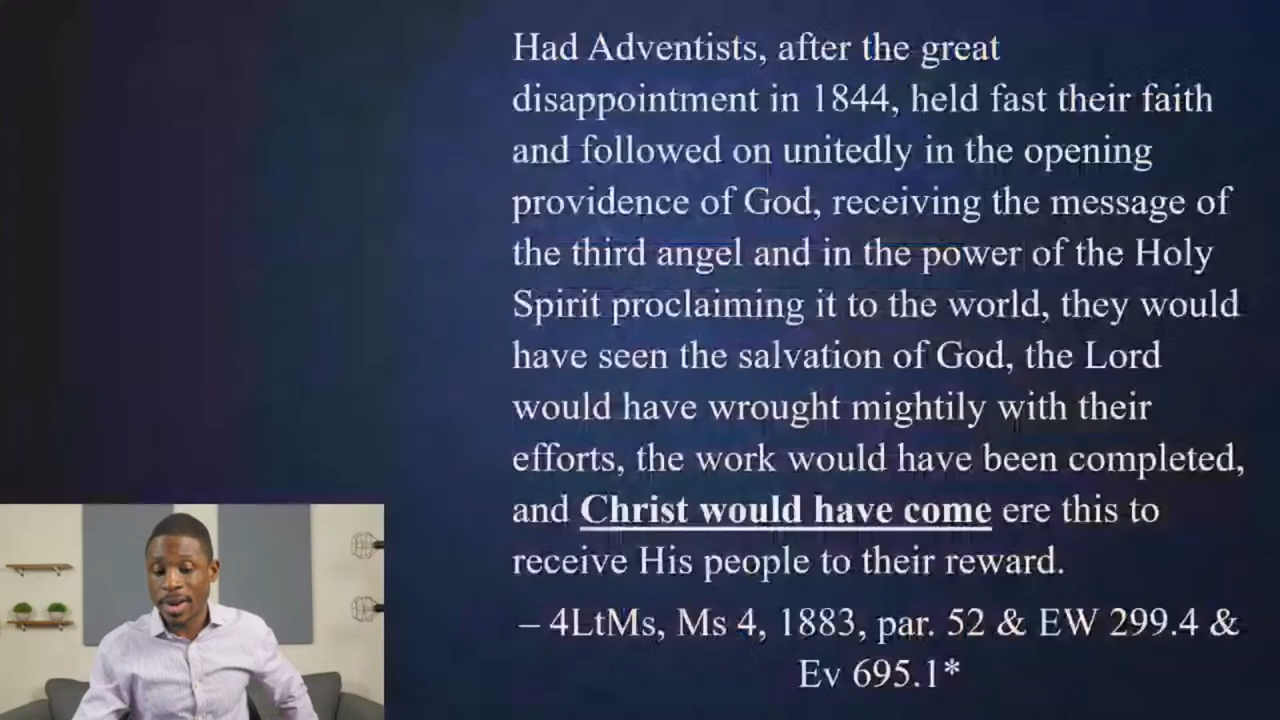 Had Adventists, after the great
disappointment in 1844, held fast their faith
and followed on unitedly in the opening
providence of God, receiving the message of
the third angel and in the power of the Holy
Spirit proclaiming it to the world, they would
have seen the salvation of God, the Lord
would have wrought mightily with their
efforts, the work would have been completed,
and Christ would have come ere this to
receive His people to their reward.
– 4LtMs, Ms 4, 1883, par. 52 & EW 299.4 &
Ev 695.1*